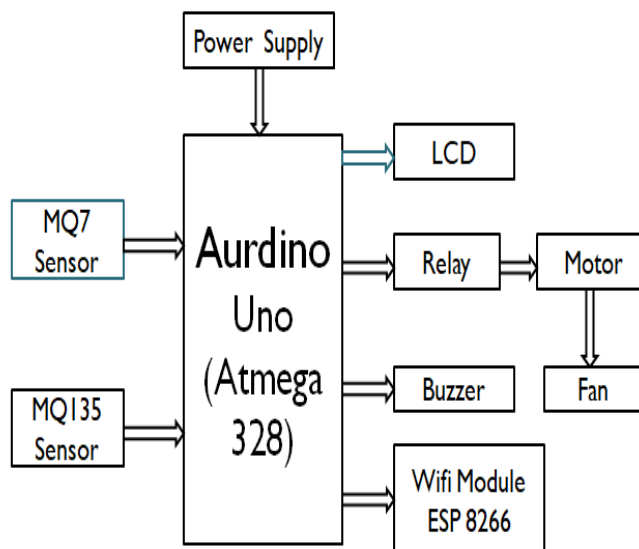 Power Supply
LCD
MQ7
Sensor
Aurdino
Uno
(Atmega
328)
Relay
Motor
MQ135
Sensor
Buzzer
Fan
Wifi Module
ESP 8266